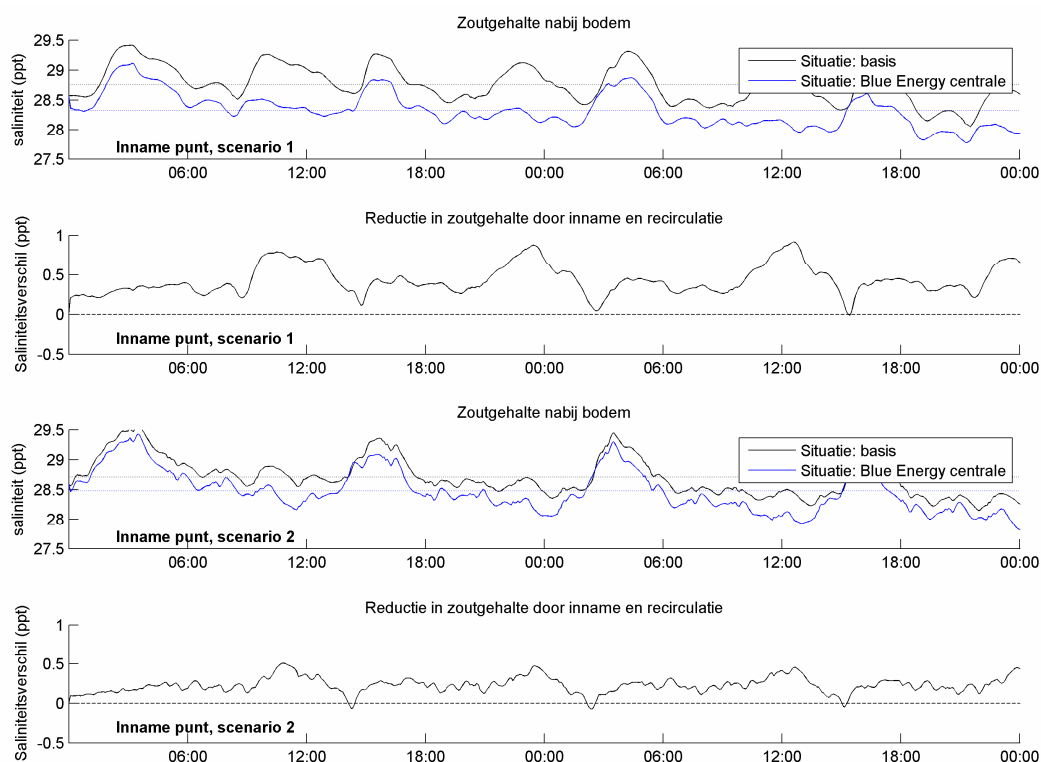 Zoutgehalte nabij bodem
saliniteit (ppt)
29.5
29
28.5
28
27.5
Situatie: basis
Situatie: Blue Energy centrale
Inname punt, scenario 1
06:00 12:00 18:00 00:00 06:00 12:00 18:00 00:00
Reductie in zoutgehalte door inname en recirculatie
Saliniteitsverschil (ppt)
1
0.5
0
-0.5
Inname punt, scenario 1
06:00 12:00 18:00 00:00 06:00 12:00 18:00 00:00
Zoutgehalte nabij bodem
saliniteit (ppt)
29.5
29
28.5
28
27.5
Situatie: basis
Situatie: Blue Energy centrale
Inname punt, scenario 2
06:00 12:00 18:00 00:00 06:00 12:00 18:00 00:00
Reductie in zoutgehalte door inname en recirculatie
Saliniteitsverschil (ppt)
1
0.5
0
-0.5
Inname punt, scenario 2
06:00 12:00 18:00 00:00 06:00 12:00 18:00 00:00